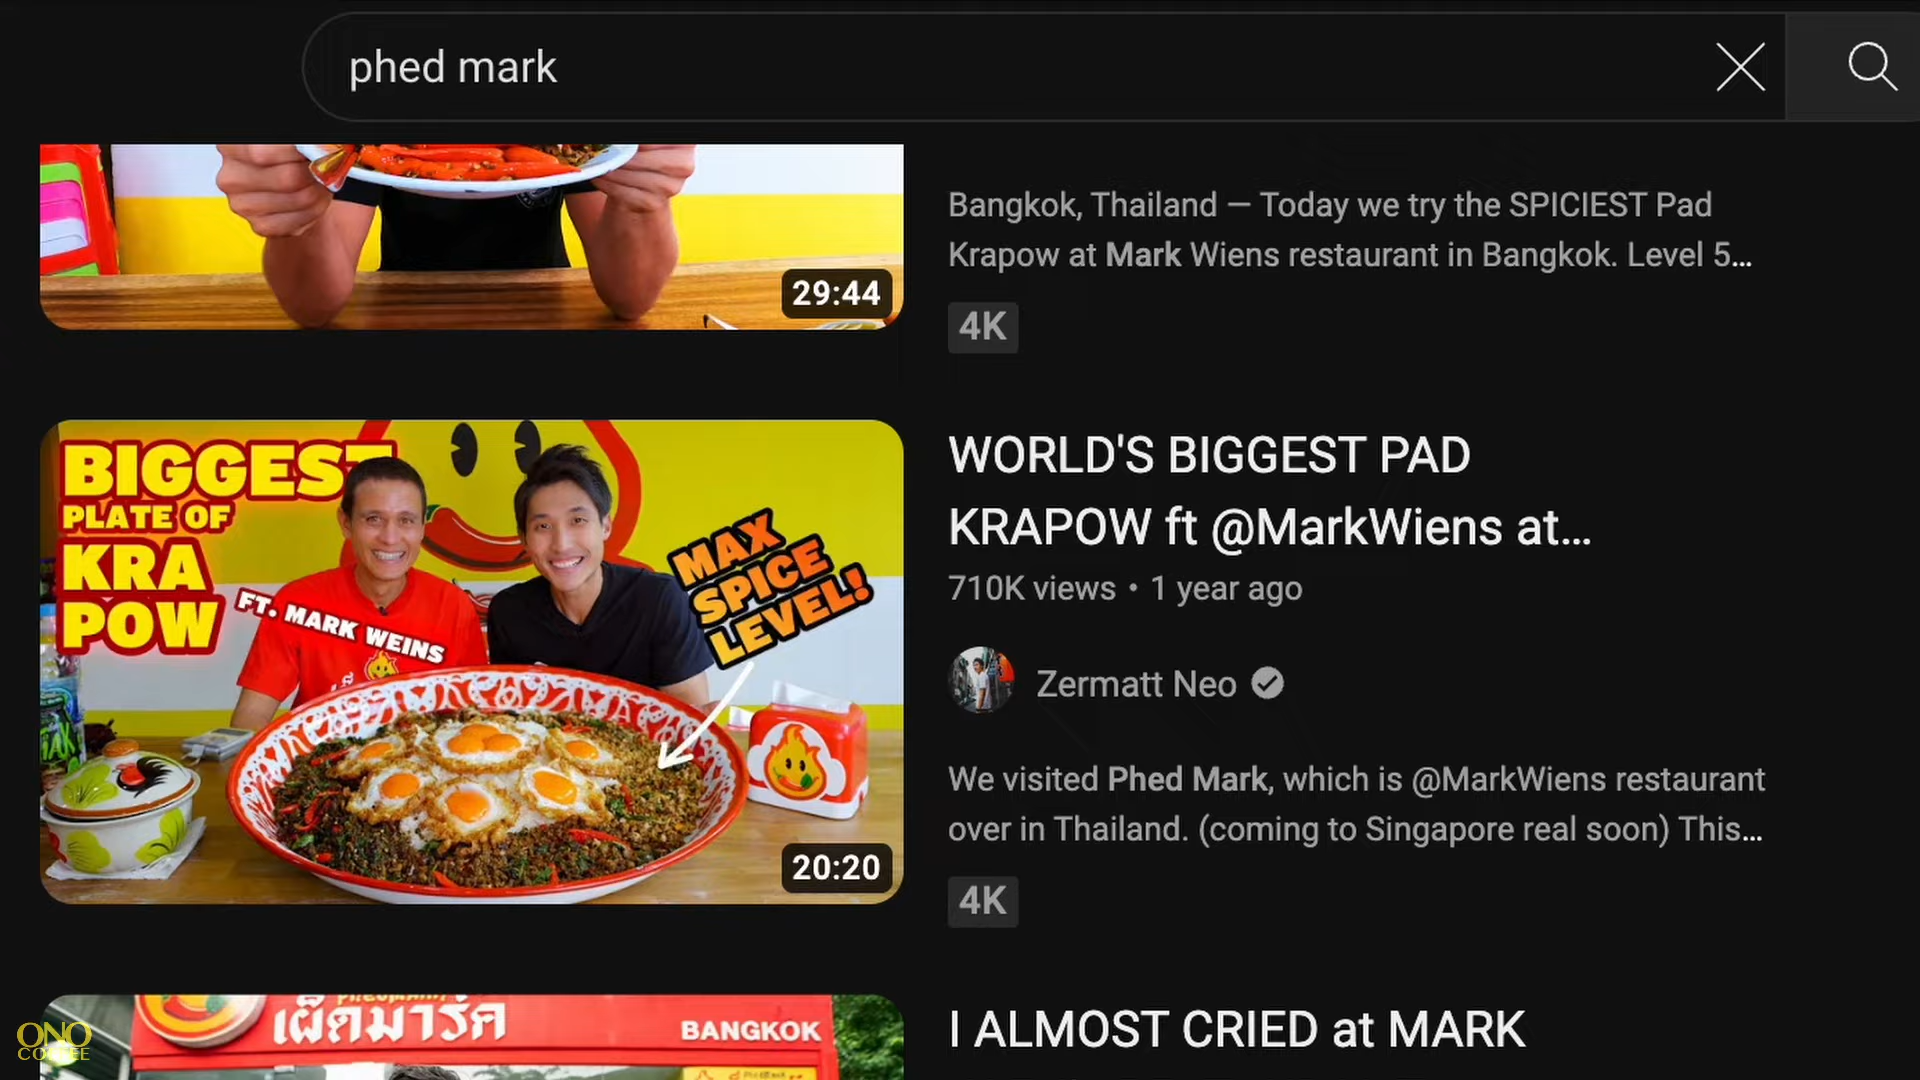 phed mark
29:44
Bangkok, Thailand — Today we try the SPICIEST Pad
Krapow at Mark Wiens restaurant in Bangkok. Level 5...
4K
BIGGEST
PLATE OF
KRA
POW
FT. MARK WEINS
MAX
SPICE
LEVEL!
20:20
WORLD'S BIGGEST PAD
KRAPOW ft @MarkWiens at...
710K views • 1 year ago
Zermatt Neo
We visited Phed Mark, which is @MarkWiens restaurant
over in Thailand. (coming to Singapore real soon) This...
4K
เผ็ดมาร์ค
BANGKOK
I ALMOST CRIED at MARK
ONO
COFFEE